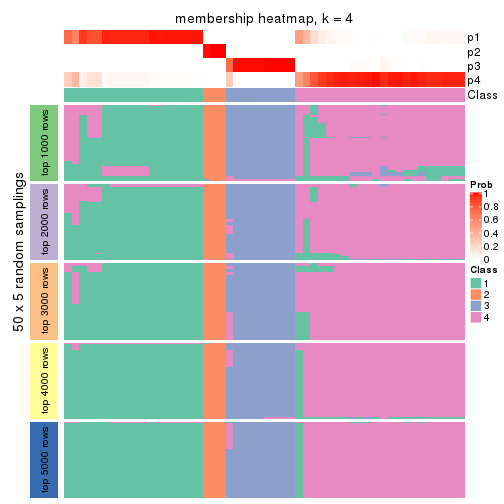 membership heatmap, k = 4
p1
p2
p3
p4
Class
50 x 5 random samplings
top 1000 rows
top 2000 rows
top 3000 rows
top 4000 rows
top 5000 rows
Prob
1
0.8
0.6
0.4
0.2
0
Class
1
2
3
4